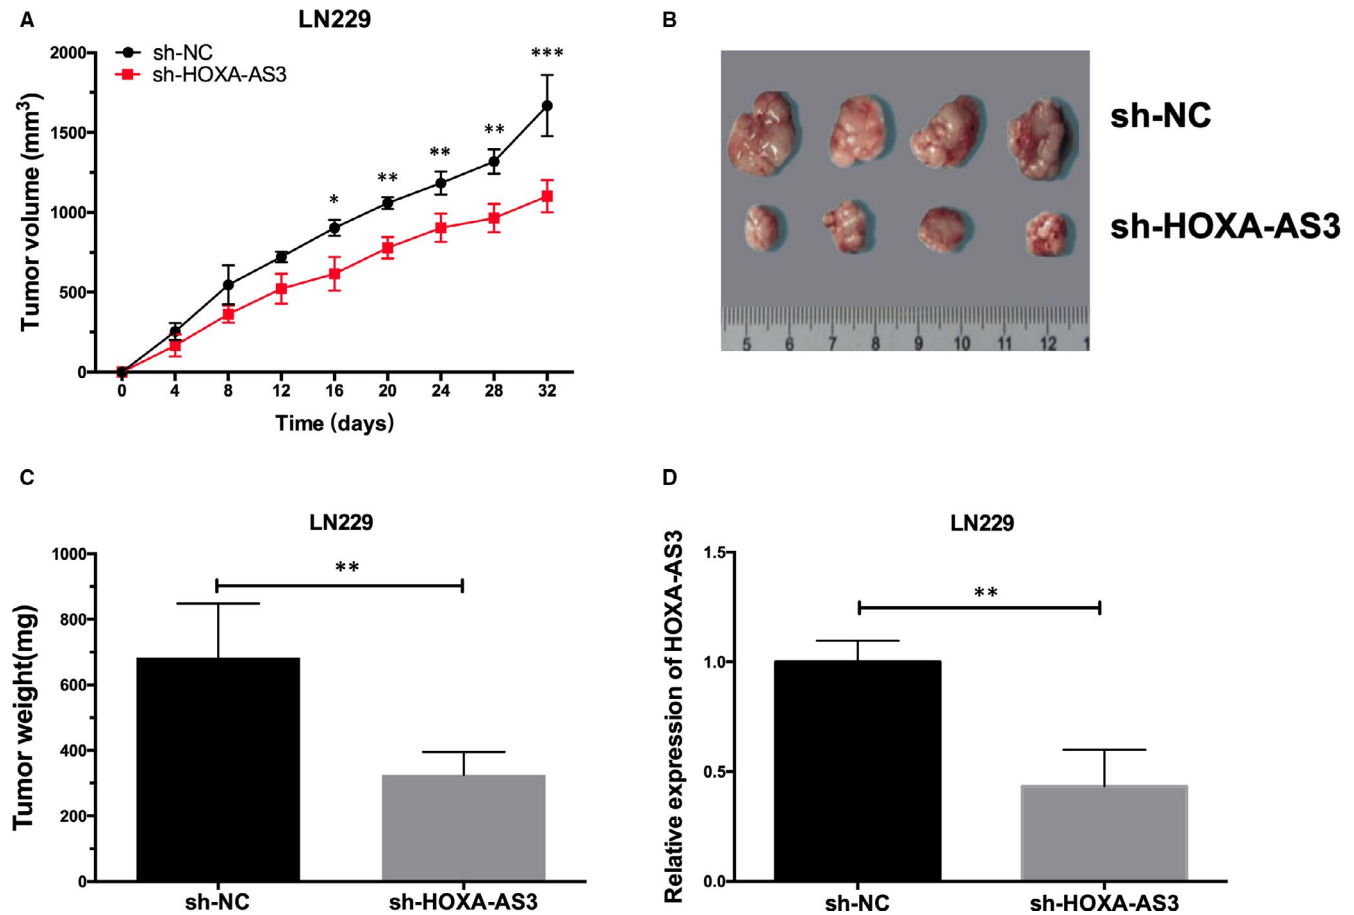 A
LN229
2000
1500
1000
500
0
Tumor volume (mm3)
sh-NC
sh-HOXA-AS3
*
**
**
**
***
0 4 8 12 16 20 24 28 32
Time (days)
B
sh-NC
sh-HOXA-AS3
5 6 7 8 9 10 11 12 1
C
LN229
1000
800
600
400
200
0
Tumor weight(mg)
**
sh-NC sh-HOXA-AS3
D
LN229
1.5
1.0
0.5
0.0
Relative expression of HOXA-AS3
**
sh-NC sh-HOXA-AS3